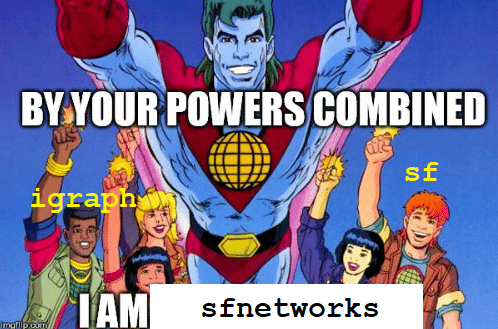 BY YOUR POWERS COMBINED
sf
igraph
I AM sfnetworks
imgflip.com